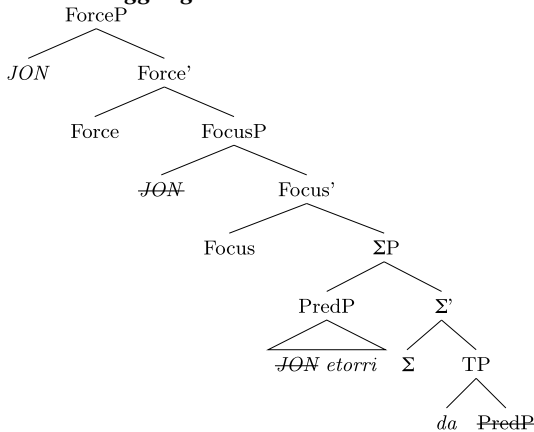 ForceP
JON Force'
Force FocusP
JON Focus'
Focus ΣP
PredP Σ'
JON etorri Σ TP
da PredP